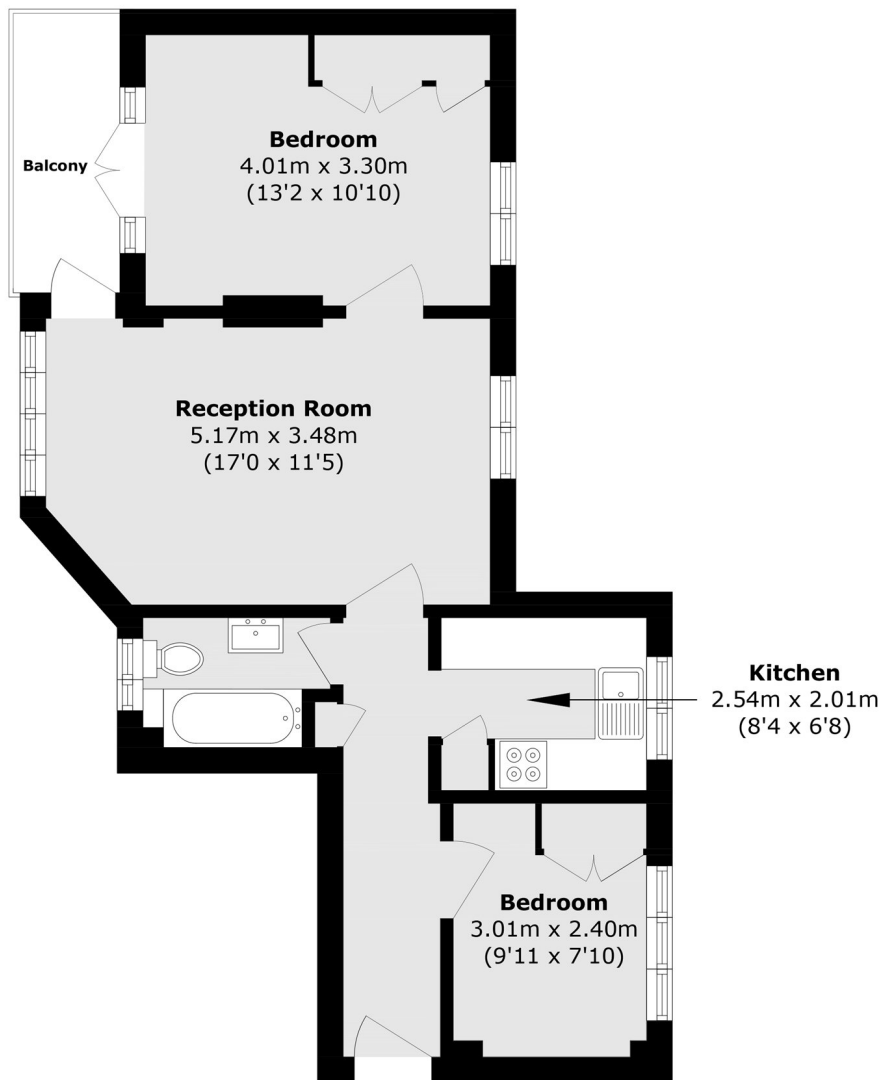 Bedroom
4.01m x 3.30m
(13'2 x 10'10)
Balcony
Reception Room
5.17m x 3.48m
(17'0 x 11'5)
Kitchen
2.54m x 2.01m
(8'4 x 6'8)
Bedroom
3.01m x 2.40m
(9'11 x 7'10)